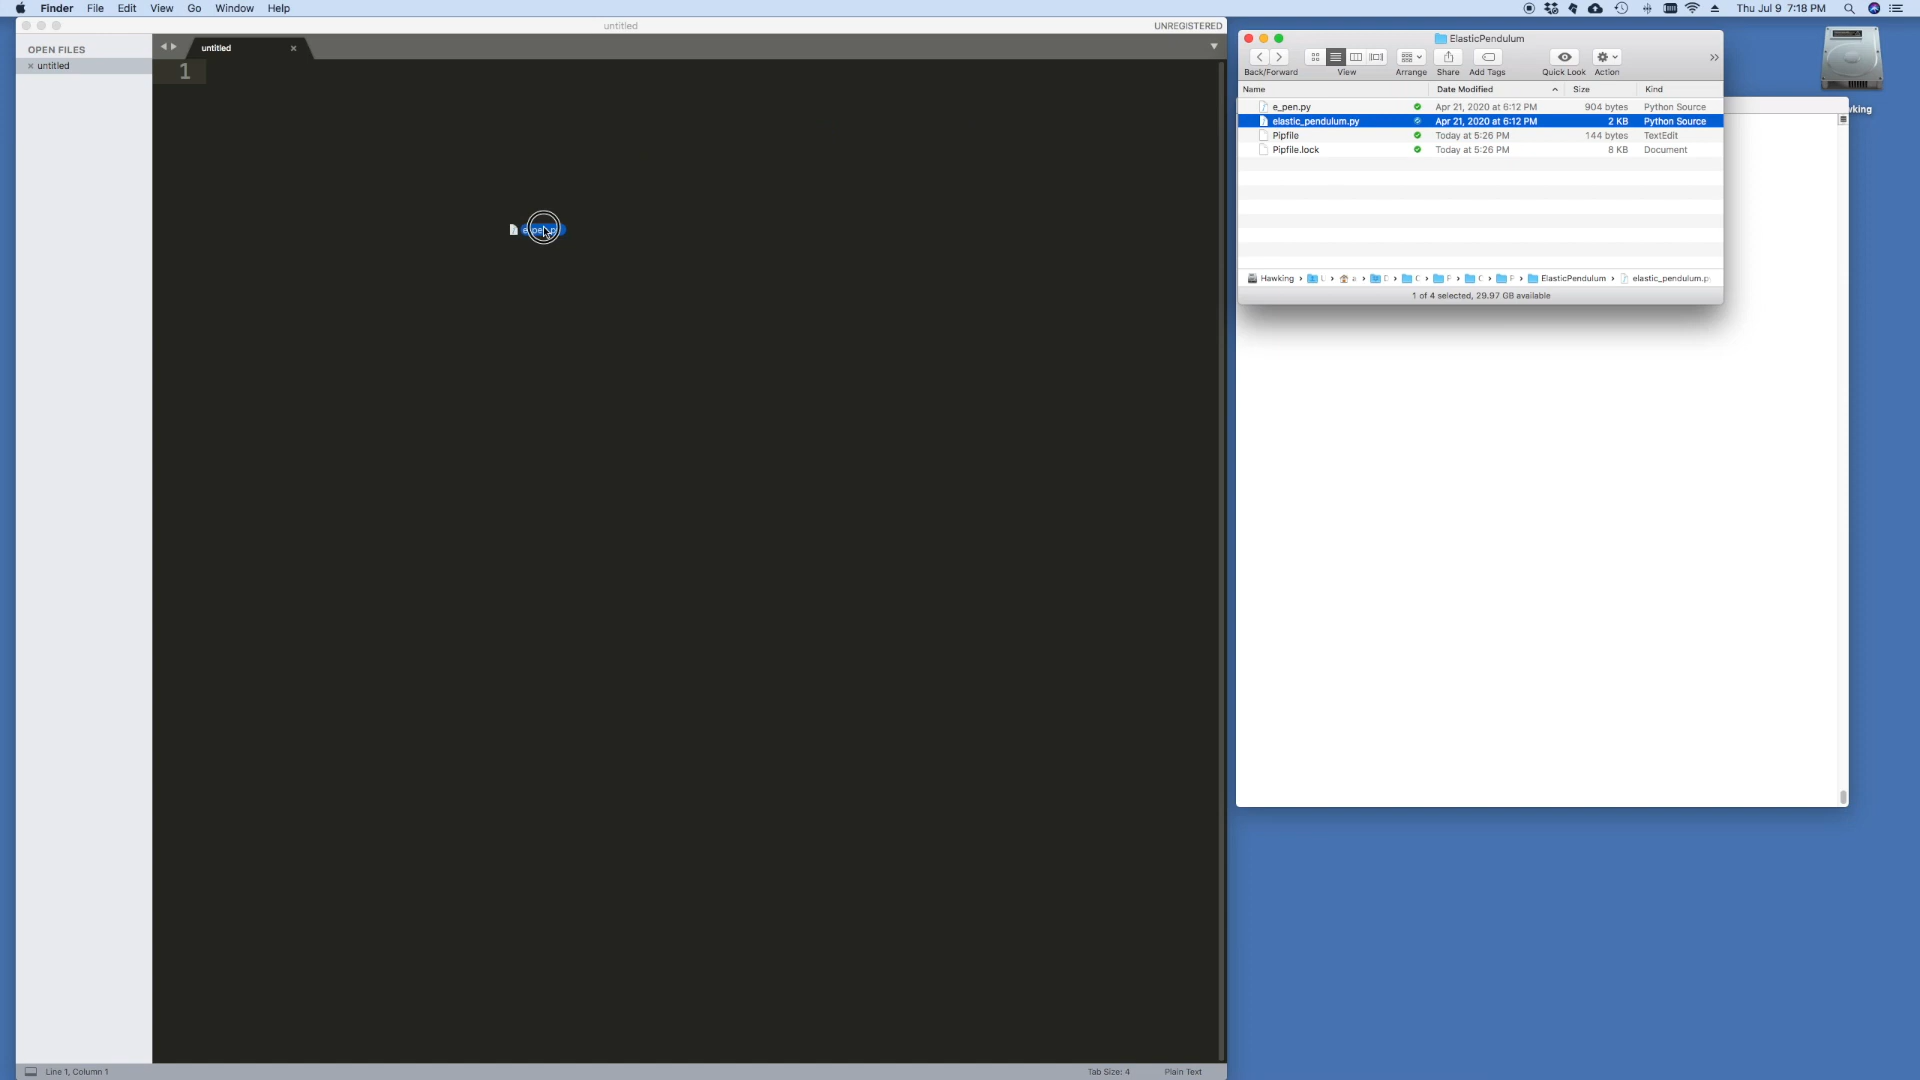 Finder File Edit View Go Window Help
Thu Jul 9 7:18 PM
untitled
UNREGISTERED
OPEN FILES
untitled
untitled
1
ElasticPendulum
Back/Forward View Arrange Share Add Tags Quick Look Action
Name Date Modified Size Kind
e_pen.py Apr 21, 2020 at 6:12 PM 904 bytes Python Source
elastic_pendulum.py Apr 21, 2020 at 6:12 PM 2 KB Python Source
Pipfile Today at 5:26 PM 144 bytes TextEdit
Pipfile.lock Today at 5:26 PM 8 KB Document
Hawking › U › a › D › C › F › C › F › ElasticPendulum › elastic_pendulum.p
1 of 4 selected, 29.97 GB available
wking
Line 1, Column 1
Tab Size: 4
Plain Text